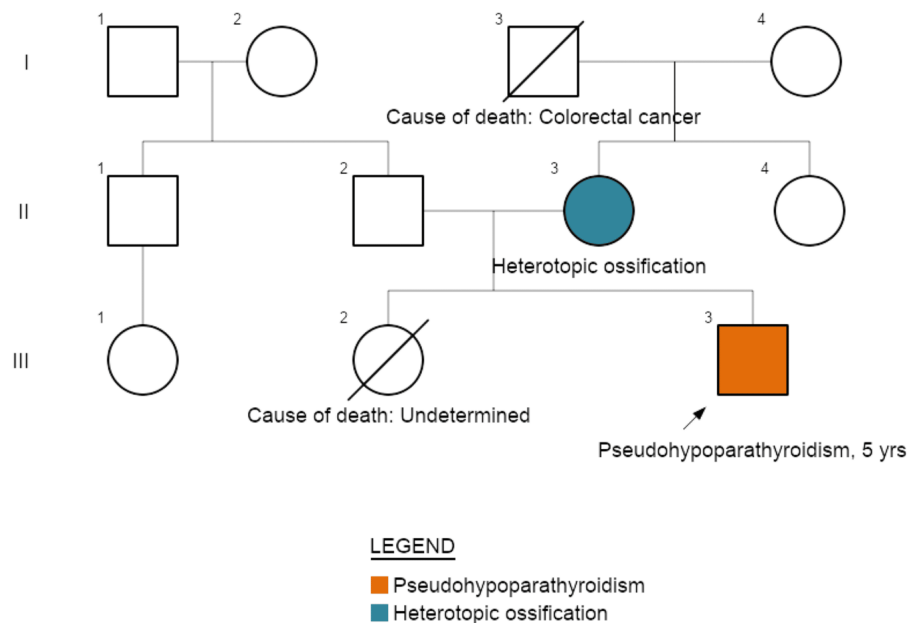 1 2 3 4
I
Cause of death: Colorectal cancer
1 2 3 4
II
Heterotopic ossification
1 2 3
III
Cause of death: Undetermined
Pseudohypoparathyroidism, 5 yrs
LEGEND
Pseudohypoparathyroidism
Heterotopic ossification